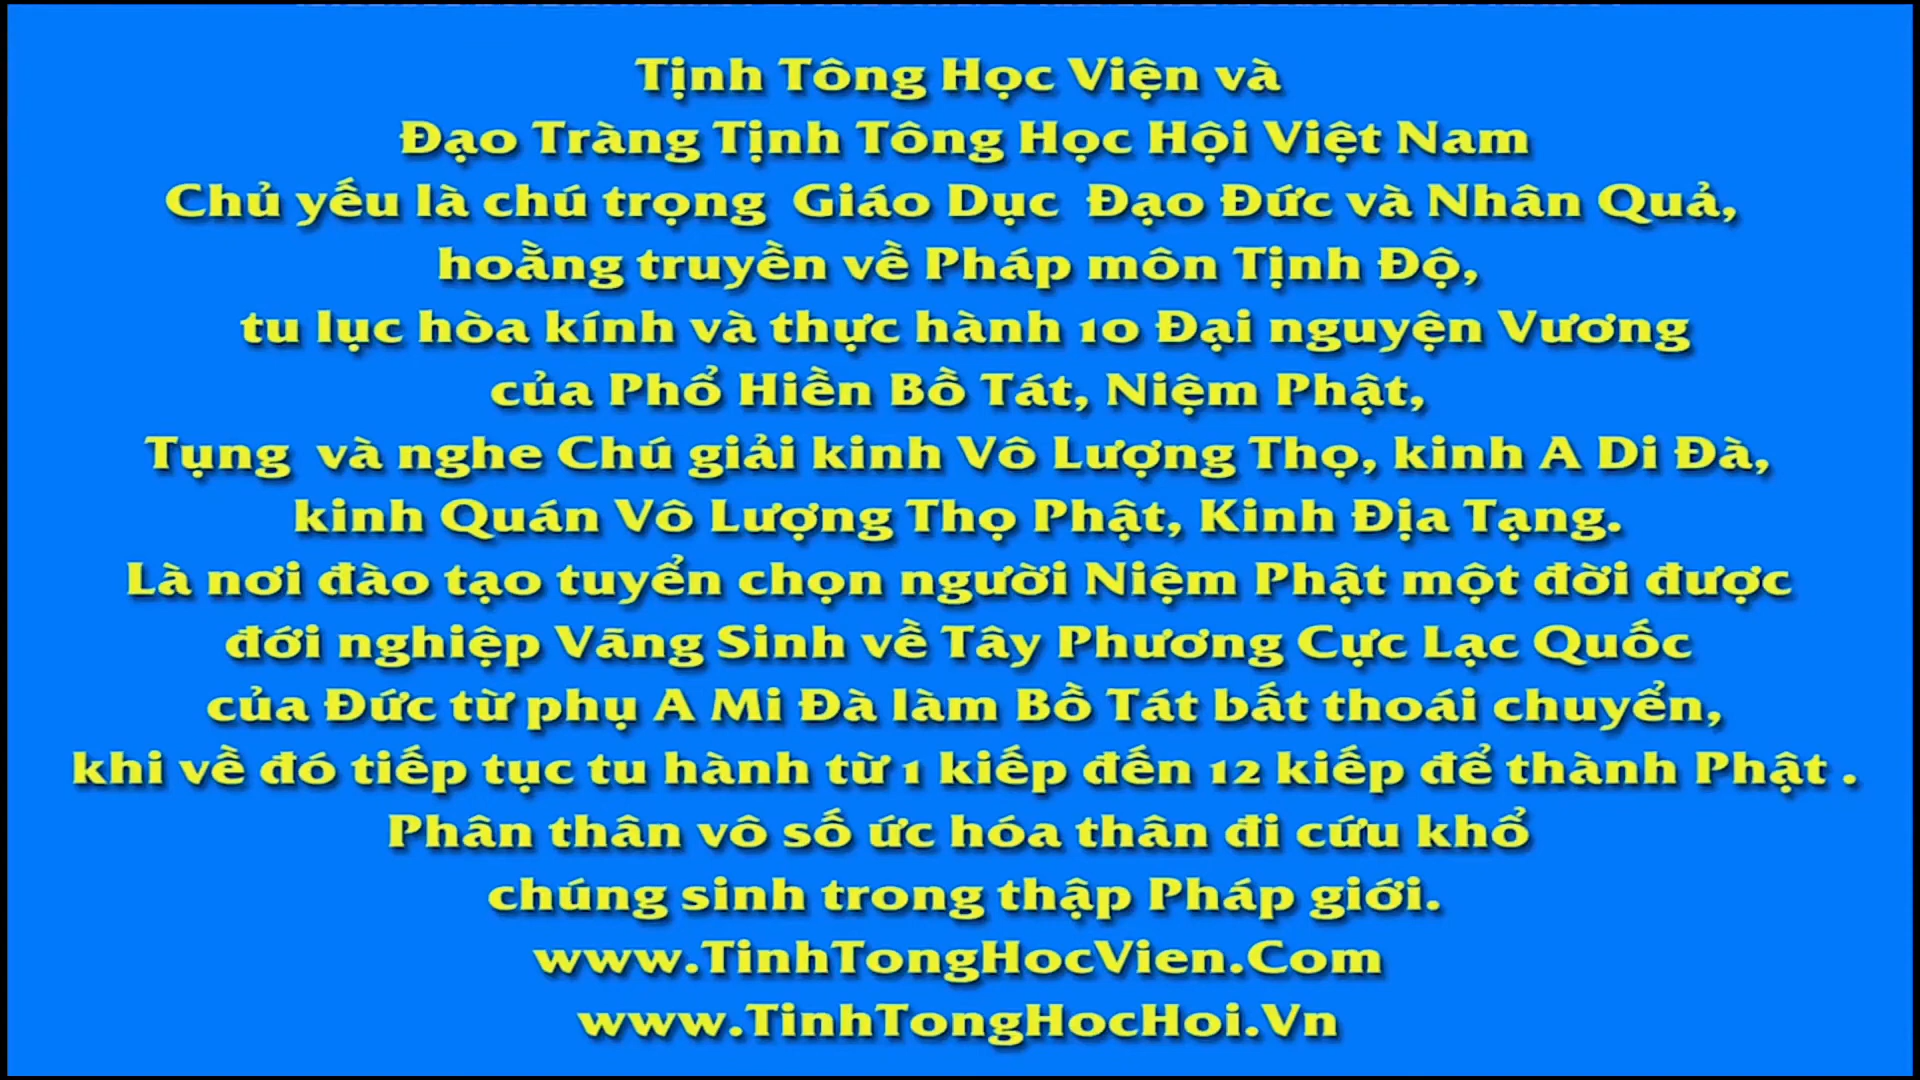 Tịnh Tông Học Viện và
Đạo Tràng Tịnh Tông Học Hội Việt Nam
Chủ yếu là chú trọng  Giáo Dục  Đạo Đức và Nhân Quả,
hoằng truyền về Pháp môn Tịnh Độ,
tu lục hòa kính và thực hành 10 Đại nguyện Vương
của Phổ Hiền Bồ Tát, Niệm Phật,
Tụng  và nghe Chú giải kinh Vô Lượng Thọ, kinh A Di Đà,
kinh Quán Vô Lượng Thọ Phật, Kinh Địa Tạng.
Là nơi đào tạo tuyển chọn người Niệm Phật một đời được
đới nghiệp Vãng Sinh về Tây Phương Cực Lạc Quốc
của Đức từ phụ A Mi Đà làm Bồ Tát bất thoái chuyển,
khi về đó tiếp tục tu hành từ 1 kiếp đến 12 kiếp để thành Phật .
Phân thân vô số ức hóa thân đi cứu khổ
chúng sinh trong thập Pháp giới.
www.TinhTongHocVien.Com
www.TinhTongHocHoi.Vn